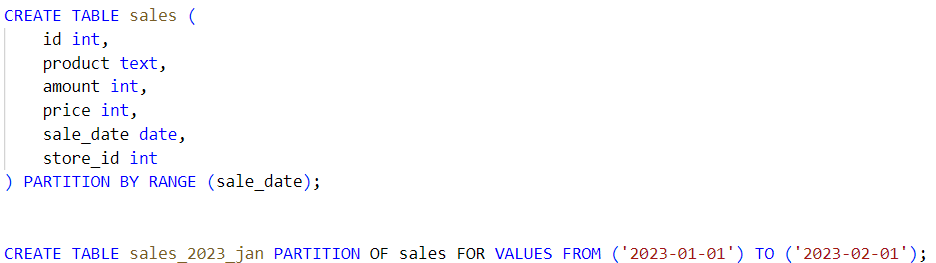 CREATE TABLE sales (
    id int,
    product text,
    amount int,
    price int,
    sale_date date,
    store_id int
) PARTITION BY RANGE (sale_date);
CREATE TABLE sales_2023_jan PARTITION OF sales FOR VALUES FROM ('2023-01-01') TO ('2023-02-01');